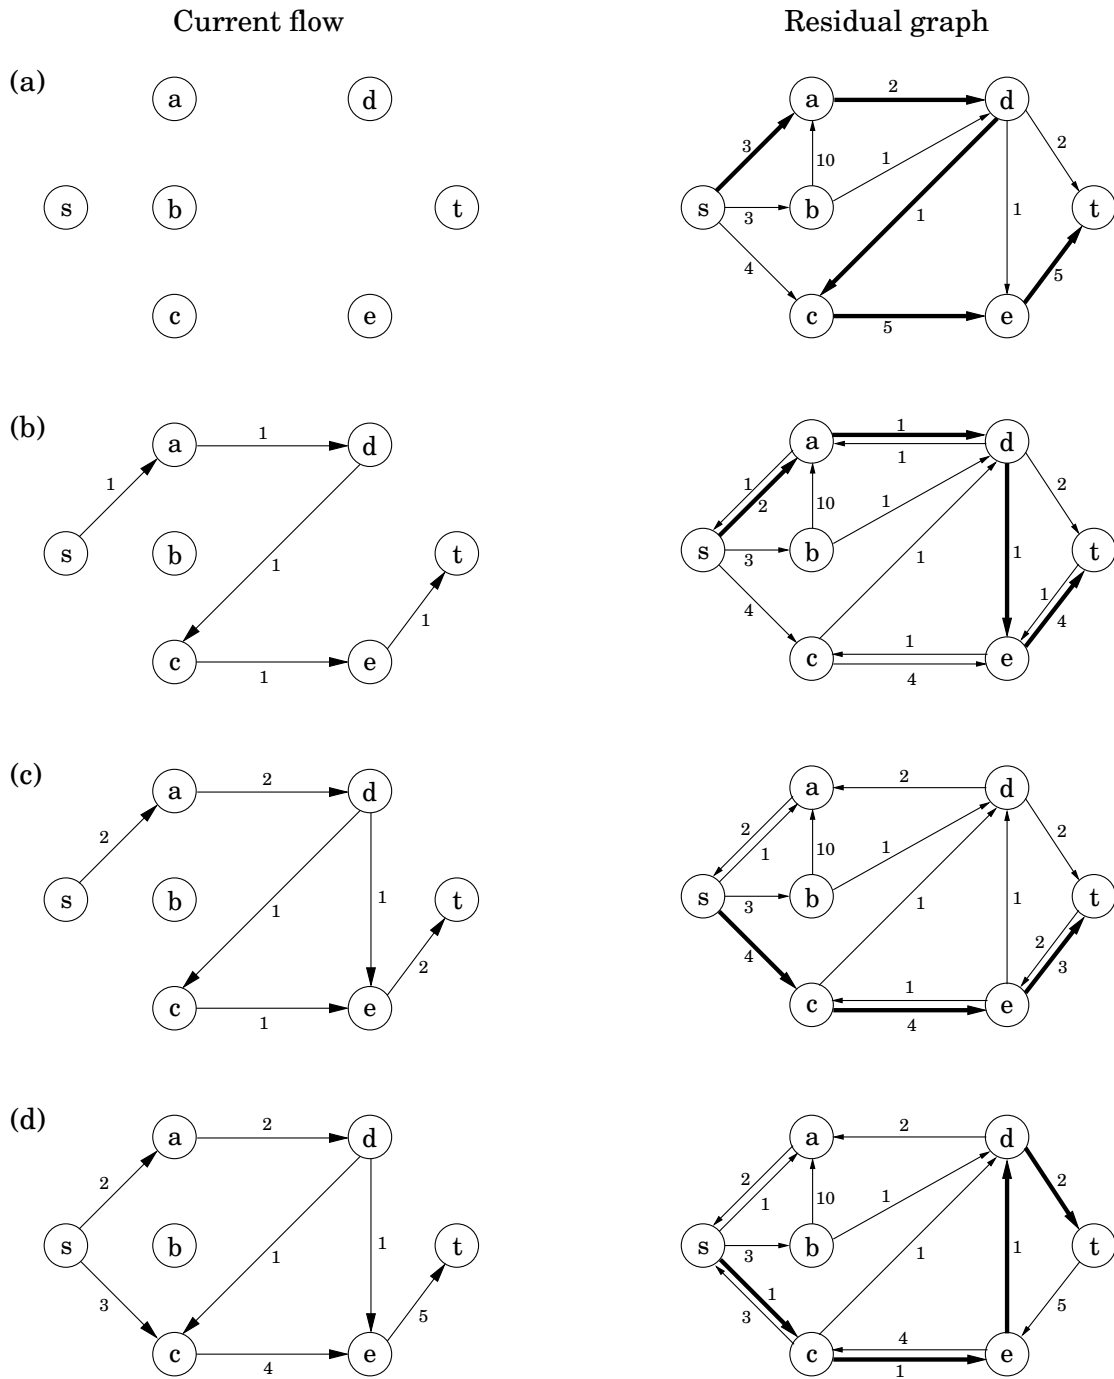 Current flow Residual graph
(a)
a d
s b t
c e
a 2 d
3 10 1 2
s 3 b 1 1 t
4 5
c 5 e
(b)
a 1 d
1
s b 1 t
1
c 1 e
a 1 d
1
1 2 10 1 2
s 3 b 1 1 t
4 1 4
c 1 e
4
(c)
a 2 d
2
s b 1 1 t
2
c 1 e
a 2 d
2 1 10 1 2
s 3 b 1 1 t
4 2 3
c 1 e
4
(d)
a 2 d
2
s b 1 1 t
3 5
c 4 e
a 2 d
2 1 10 1 2
s 3 b 1 1 t
1 3 5
c 4 e
1